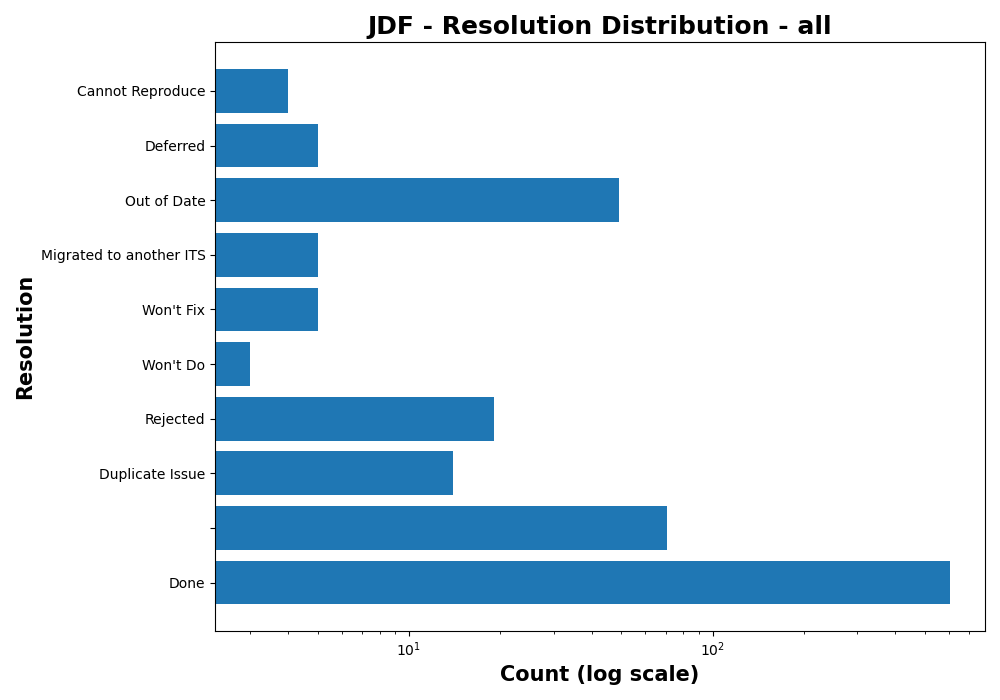 JDF - Resolution Distribution - all
Cannot Reproduce
Deferred
Out of Date
Migrated to another ITS
Won't Fix
Won't Do
Rejected
Duplicate Issue
Done
Resolution
10¹
10²
Count (log scale)